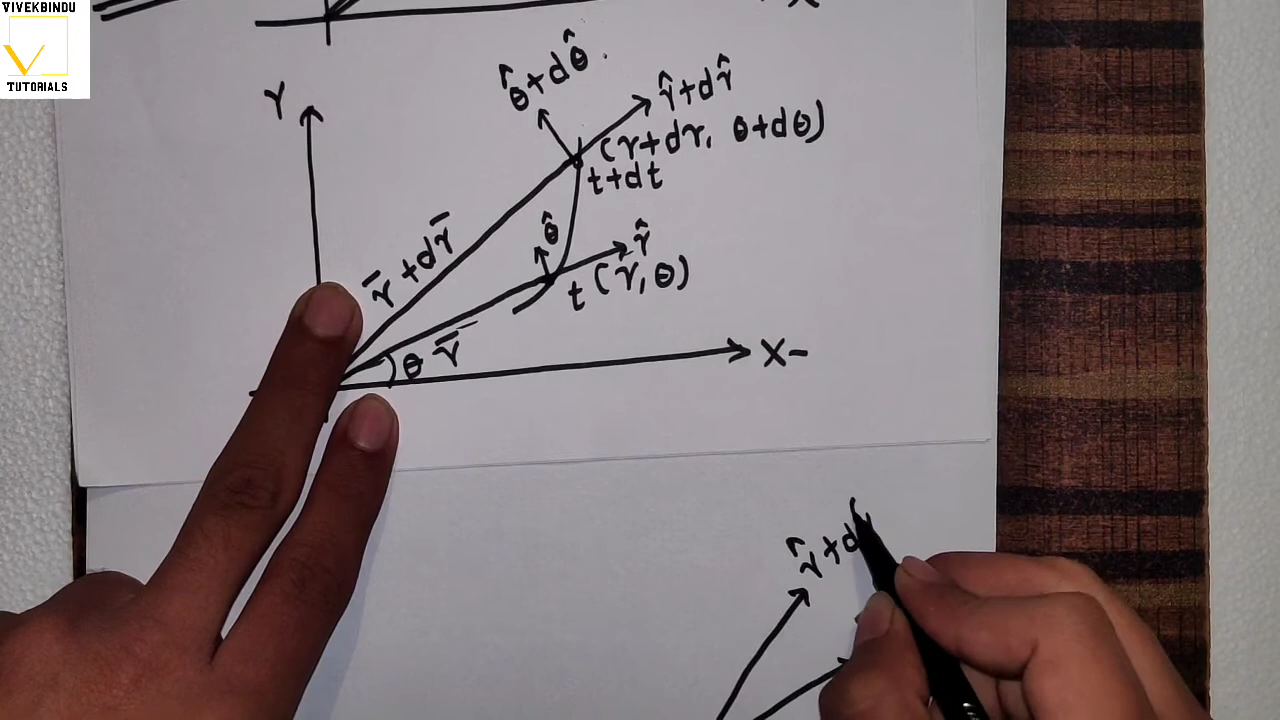 VIVEKBINDU
TUTORIALS
X
Y
θ̂+dθ̂
r̂+dr̂
(r+dr, θ+dθ)
t+dt
r̄+dr̄
θ̂
r̂
t (r, θ)
θ r̄
X
r̂+d